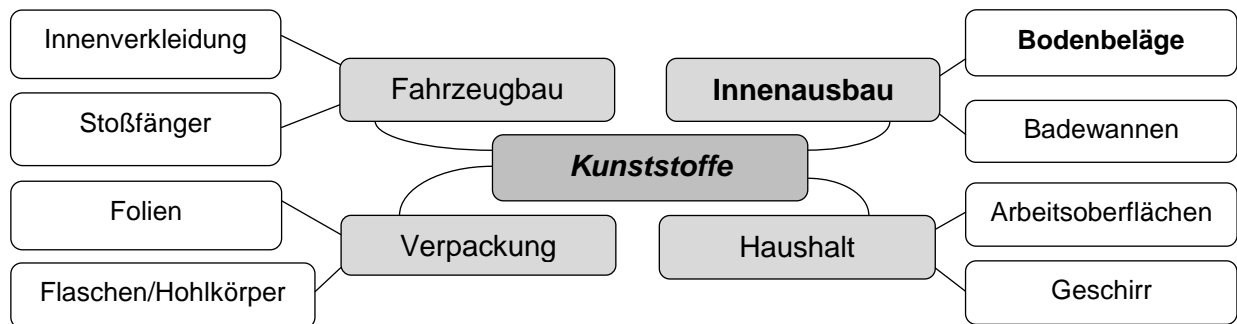 Innenverkleidung
Stoßfänger
Folien
Flaschen/Hohlkörper
Fahrzeugbau
Verpackung
Kunststoffe
Innenausbau
Haushalt
Bodenbeläge
Badewannen
Arbeitsoberflächen
Geschirr